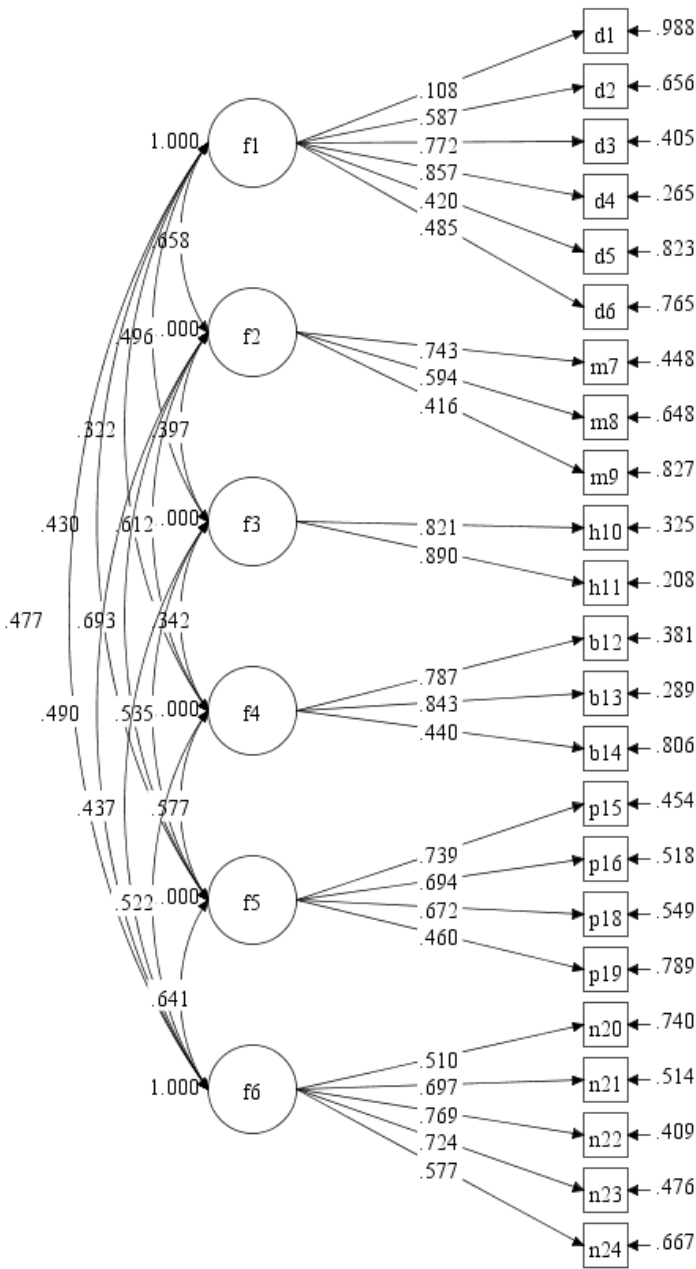 d1 .988
.108
d2 .656
.587
1.000 f1 .772 d3 .405
.857
d4 .265
.420
.485
.658 d5 .823
d6 .765
.496 .000 f2 .743 m7 .448
.594
.416 m8 .648
.322 .397
m9 .827
.430 .612 .000 f3 .821 h10 .325
.890
h11 .208
.477 .693 .342
b12 .381
.787
.490 .535 .000 f4 .843 b13 .289
.440
b14 .806
.437 .577 p15 .454
.739
p16 .518
.694
.522 .000 f5 .672 p18 .549
.460
p19 .789
.641
n20 .740
.510
1.000 f6 .697 n21 .514
.769
n22 .409
.724
.577
n23 .476
n24 .667